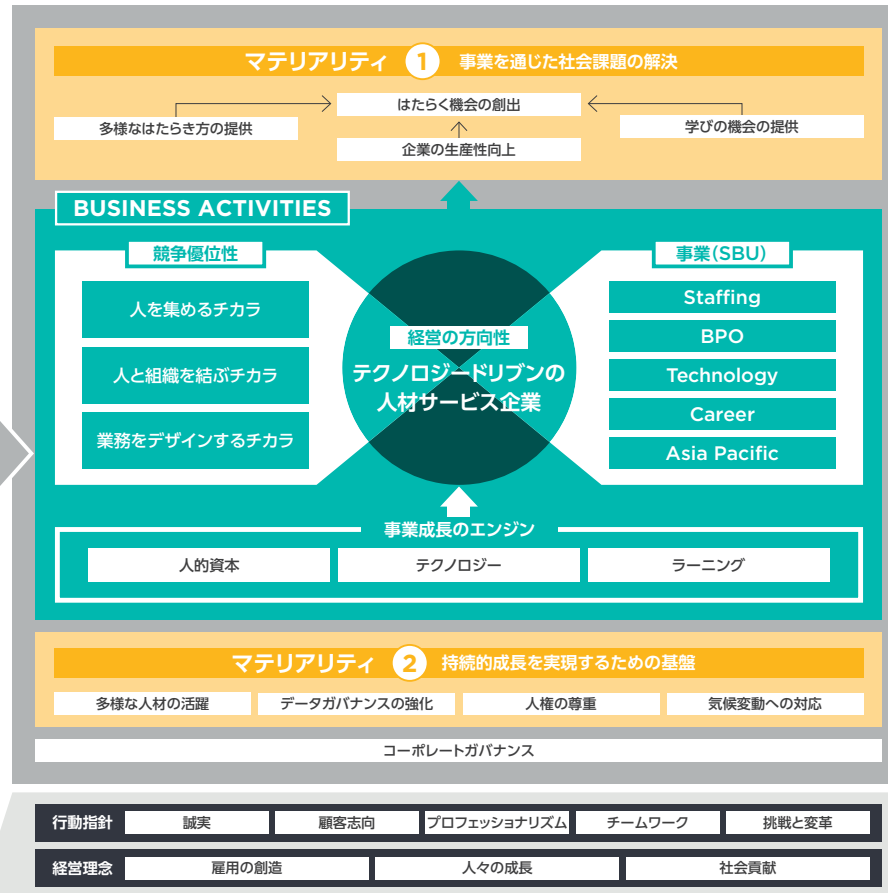 マテリアリティ 1 事業を通じた社会課題の解決
はたらく機会の創出
多様なはたらき方の提供
学びの機会の提供
企業の生産性向上
BUSINESS ACTIVITIES
競争優位性
人を集めるチカラ
人と組織を結ぶチカラ
業務をデザインするチカラ
経営の方向性
テクノロジードリブンの
人材サービス企業
事業(SBU)
Staffing
BPO
Technology
Career
Asia Pacific
事業成長のエンジン
人的資本 テクノロジー ラーニング
マテリアリティ 2 持続的成長を実現するための基盤
多様な人材の活躍 データガバナンスの強化 人権の尊重 気候変動への対応
コーポレートガバナンス
行動指針 誠実 顧客志向 プロフェッショナリズム チームワーク 挑戦と変革
経営理念 雇用の創造 人々の成長 社会貢献